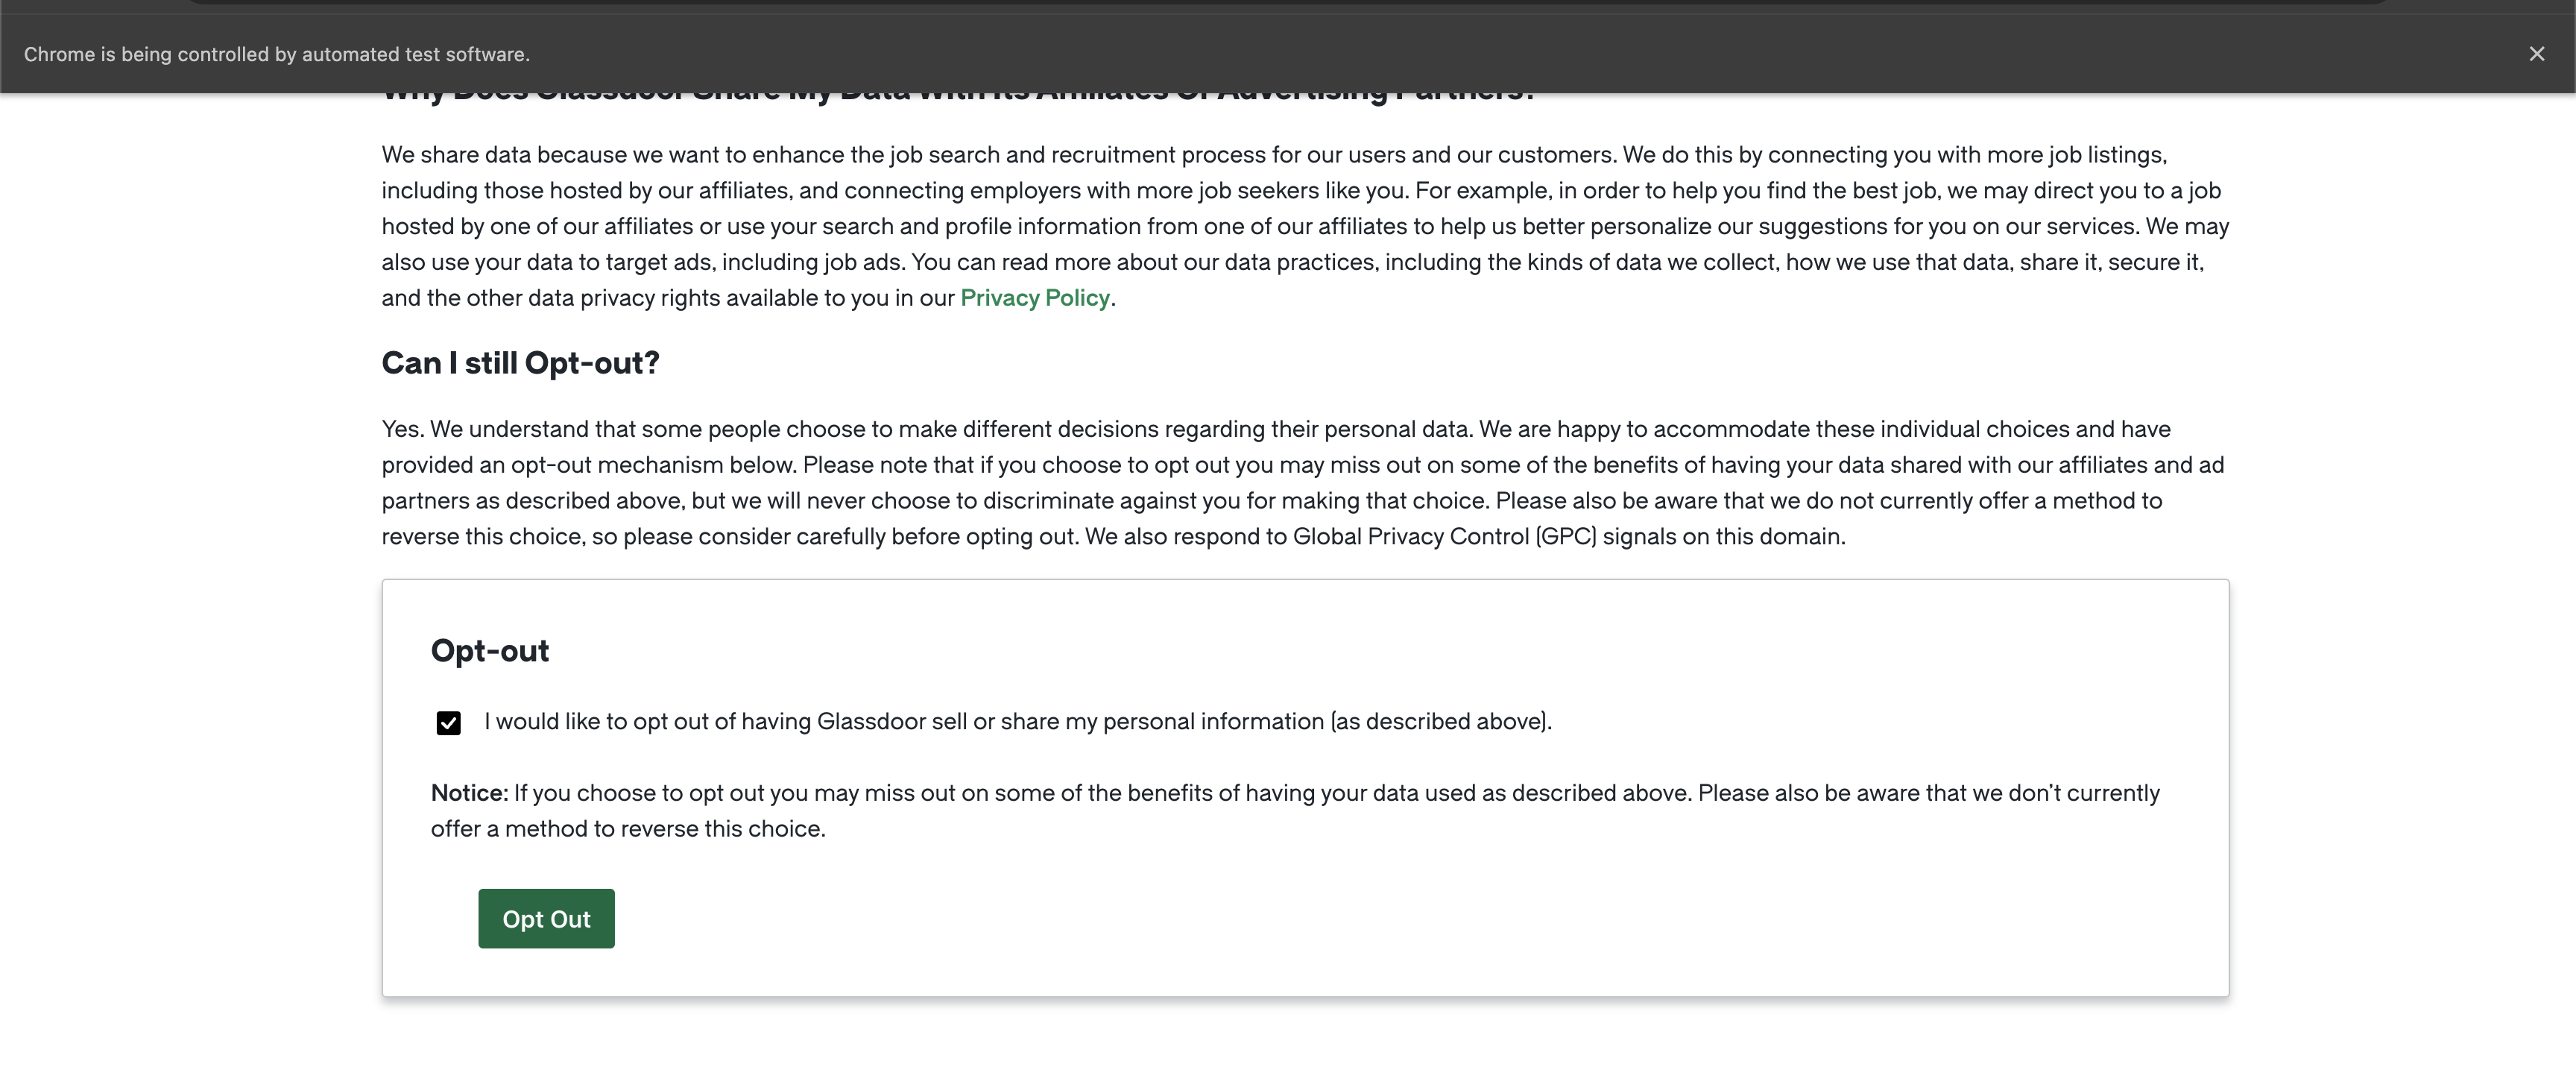 Chrome is being controlled by automated test software.
Why Does Glassdoor Share My Data With Its Affiliates Or Advertising Partners?
We share data because we want to enhance the job search and recruitment process for our users and our customers. We do this by connecting you with more job listings,
including those hosted by our affiliates, and connecting employers with more job seekers like you. For example, in order to help you find the best job, we may direct you to a job
hosted by one of our affiliates or use your search and profile information from one of our affiliates to help us better personalize our suggestions for you on our services. We may
also use your data to target ads, including job ads. You can read more about our data practices, including the kinds of data we collect, how we use that data, share it, secure it,
and the other data privacy rights available to you in our Privacy Policy.
Can I still Opt-out?
Yes. We understand that some people choose to make different decisions regarding their personal data. We are happy to accommodate these individual choices and have
provided an opt-out mechanism below. Please note that if you choose to opt out you may miss out on some of the benefits of having your data shared with our affiliates and ad
partners as described above, but we will never choose to discriminate against you for making that choice. Please also be aware that we do not currently offer a method to
reverse this choice, so please consider carefully before opting out. We also respond to Global Privacy Control (GPC) signals on this domain.
Opt-out
I would like to opt out of having Glassdoor sell or share my personal information (as described above).
Notice: If you choose to opt out you may miss out on some of the benefits of having your data used as described above. Please also be aware that we don't currently
offer a method to reverse this choice.
Opt Out